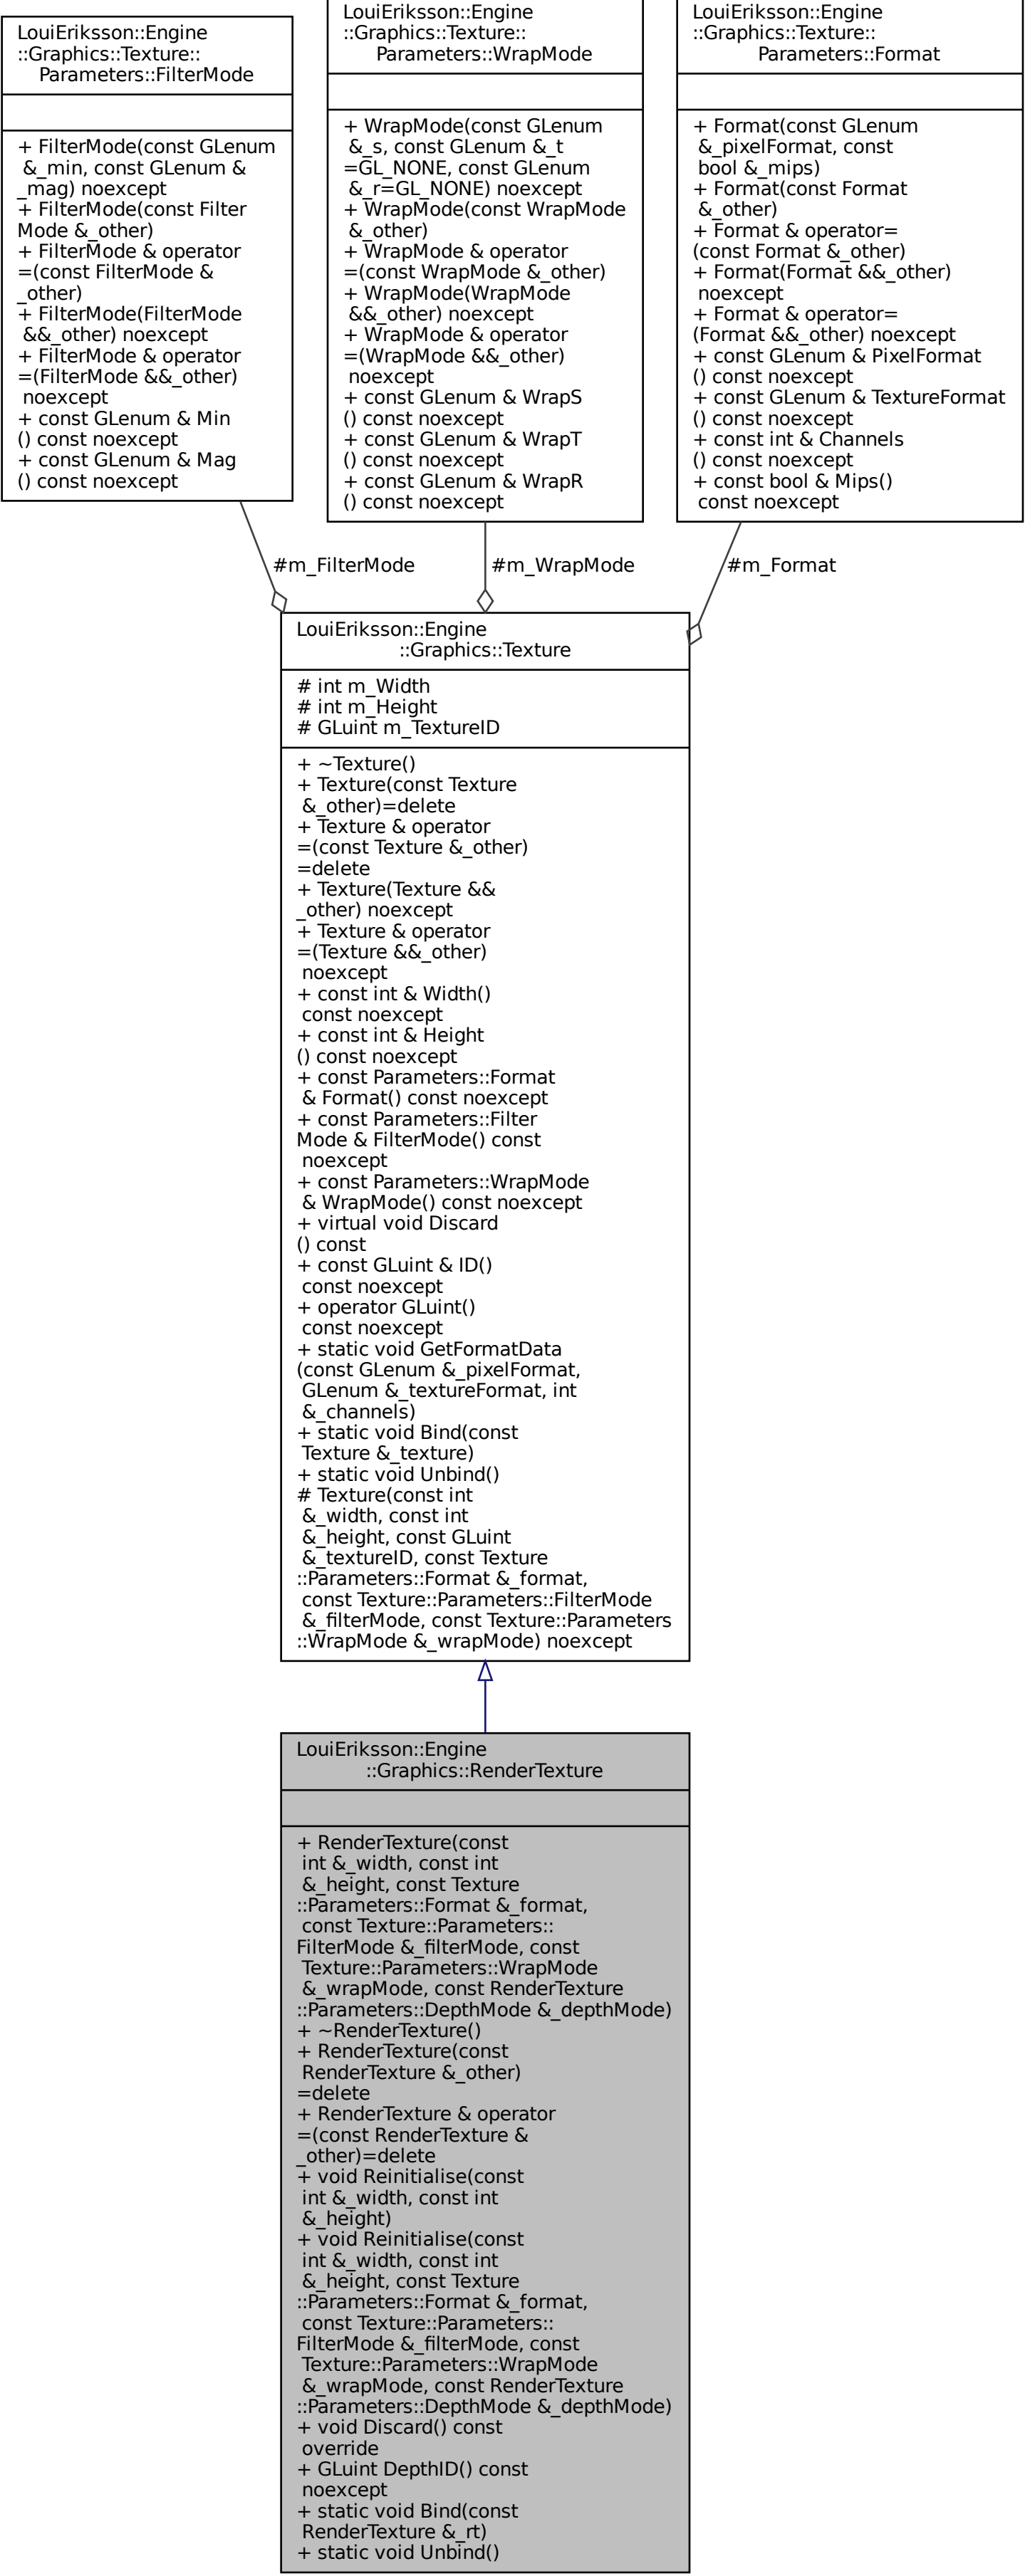 LouiEriksson::Engine
::Graphics::Texture::
Parameters::FilterMode
+ FilterMode(const GLenum
&_min, const GLenum &
_mag) noexcept
+ FilterMode(const Filter
Mode &_other)
+ FilterMode & operator
=(const FilterMode &
_other)
+ FilterMode(FilterMode
&&_other) noexcept
+ FilterMode & operator
=(FilterMode &&_other)
noexcept
+ const GLenum & Min
() const noexcept
+ const GLenum & Mag
() const noexcept
LouiEriksson::Engine
::Graphics::Texture::
Parameters::WrapMode
+ WrapMode(const GLenum
&_s, const GLenum &_t
=GL_NONE, const GLenum
&_r=GL_NONE) noexcept
+ WrapMode(const WrapMode
&_other)
+ WrapMode & operator
=(const WrapMode &_other)
+ WrapMode(WrapMode
&&_other) noexcept
+ WrapMode & operator
=(WrapMode &&_other)
noexcept
+ const GLenum & WrapS
() const noexcept
+ const GLenum & WrapT
() const noexcept
+ const GLenum & WrapR
() const noexcept
LouiEriksson::Engine
::Graphics::Texture::
Parameters::Format
+ Format(const GLenum
&_pixelFormat, const
bool &_mips)
+ Format(const Format
&_other)
+ Format & operator=
(const Format &_other)
+ Format(Format &&_other)
noexcept
+ Format & operator=
(Format &&_other) noexcept
+ const GLenum & PixelFormat
() const noexcept
+ const GLenum & TextureFormat
() const noexcept
+ const int & Channels
() const noexcept
+ const bool & Mips()
const noexcept
#m_FilterMode
#m_WrapMode
#m_Format
LouiEriksson::Engine
::Graphics::Texture
# int m_Width
# int m_Height
# GLuint m_TextureID
+ ~Texture()
+ Texture(const Texture
&_other)=delete
+ Texture & operator
=(const Texture &_other)
=delete
+ Texture(Texture &&
_other) noexcept
+ Texture & operator
=(Texture &&_other)
noexcept
+ const int & Width()
const noexcept
+ const int & Height
() const noexcept
+ const Parameters::Format
& Format() const noexcept
+ const Parameters::Filter
Mode & FilterMode() const
noexcept
+ const Parameters::WrapMode
& WrapMode() const noexcept
+ virtual void Discard
() const
+ const GLuint & ID()
const noexcept
+ operator GLuint()
const noexcept
+ static void GetFormatData
(const GLenum &_pixelFormat,
GLenum &_textureFormat, int
&_channels)
+ static void Bind(const
Texture &_texture)
+ static void Unbind()
# Texture(const int
&_width, const int
&_height, const GLuint
&_textureID, const Texture
::Parameters::Format &_format,
const Texture::Parameters::FilterMode
&_filterMode, const Texture::Parameters
::WrapMode &_wrapMode) noexcept
LouiEriksson::Engine
::Graphics::RenderTexture
+ RenderTexture(const
int &_width, const int
&_height, const Texture
::Parameters::Format &_format,
const Texture::Parameters::
FilterMode &_filterMode, const
Texture::Parameters::WrapMode
&_wrapMode, const RenderTexture
::Parameters::DepthMode &_depthMode)
+ ~RenderTexture()
+ RenderTexture(const
RenderTexture &_other)
=delete
+ RenderTexture & operator
=(const RenderTexture &
_other)=delete
+ void Reinitialise(const
int &_width, const int
&_height)
+ void Reinitialise(const
int &_width, const int
&_height, const Texture
::Parameters::Format &_format,
const Texture::Parameters::
FilterMode &_filterMode, const
Texture::Parameters::WrapMode
&_wrapMode, const RenderTexture
::Parameters::DepthMode &_depthMode)
+ void Discard() const
override
+ GLuint DepthID() const
noexcept
+ static void Bind(const
RenderTexture &_rt)
+ static void Unbind()